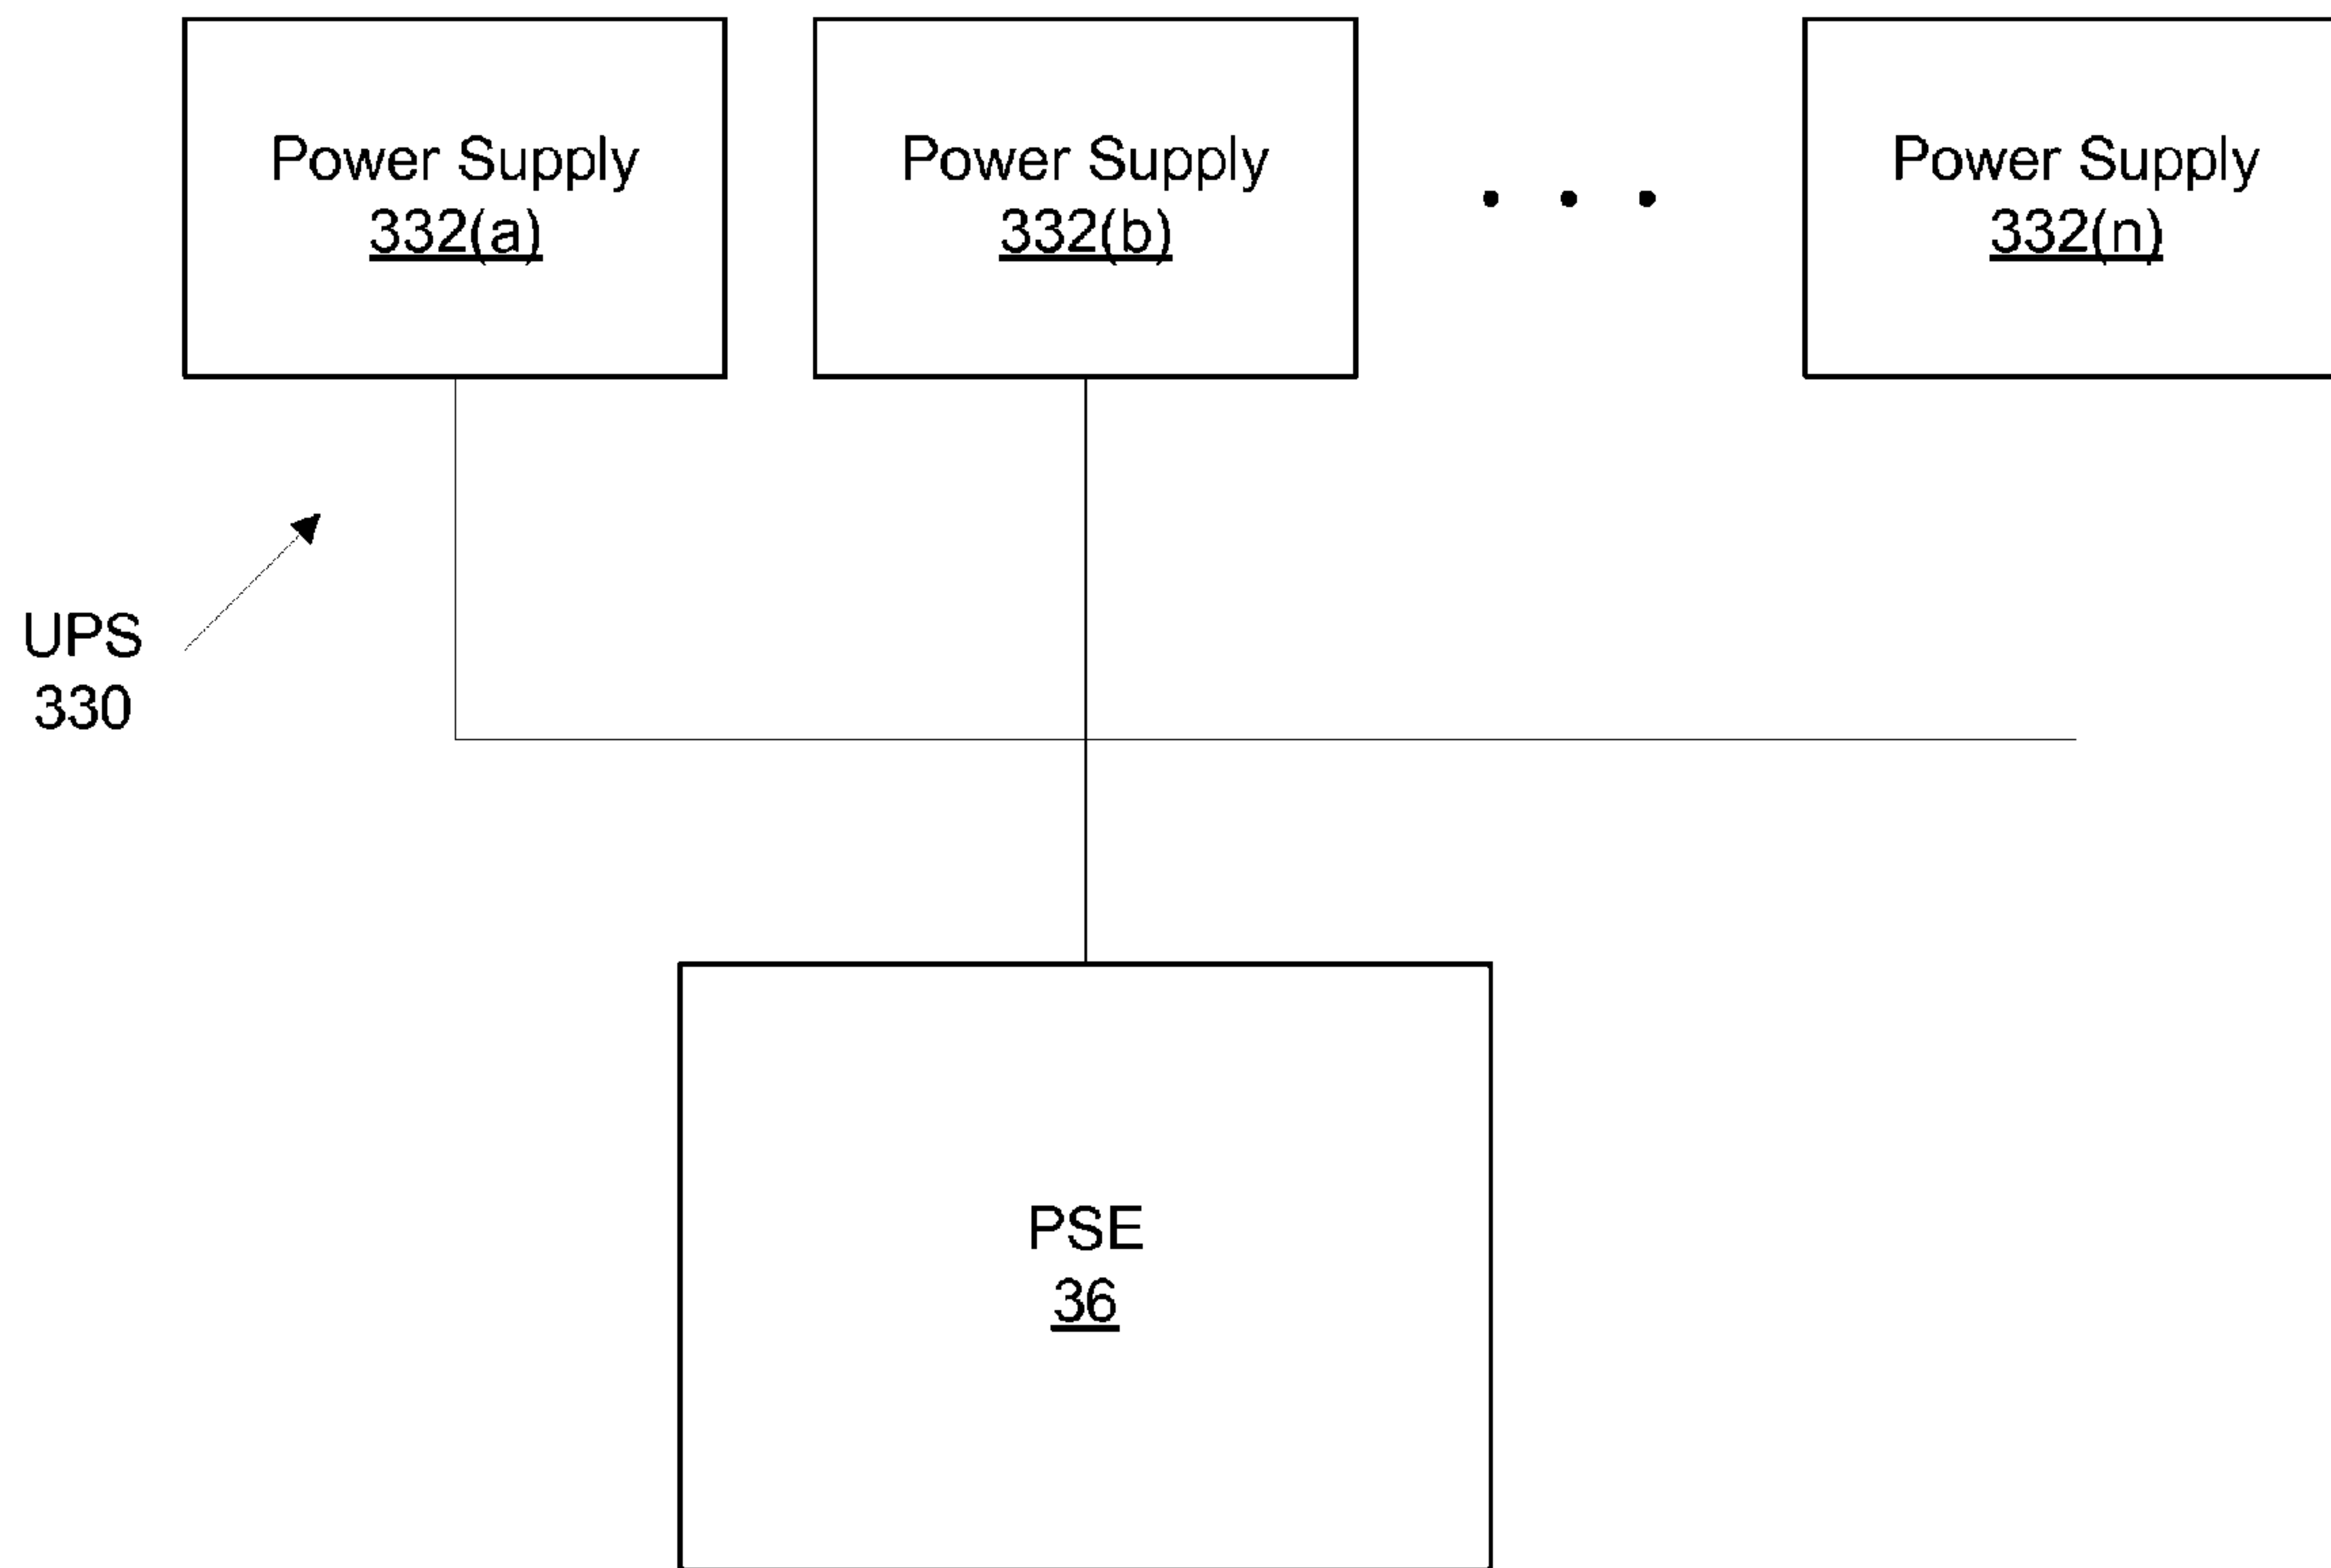 Power Supply
332(a)
Power Supply
332(b)
. . .
Power Supply
332(n)
UPS
330
PSE
36